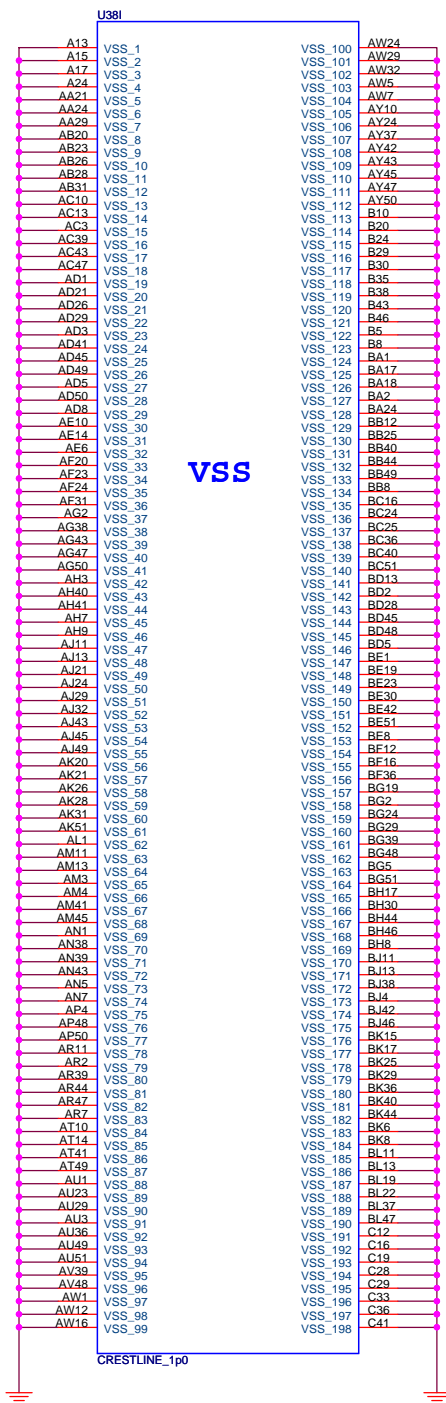 U38I
A13 VSS_1 VSS_100 AW24
A15 VSS_2 VSS_101 AW29
A17 VSS_3 VSS_102 AW32
A24 VSS_4 VSS_103 AW5
AA21 VSS_5 VSS_104 AW7
AA24 VSS_6 VSS_105 AY10
AA29 VSS_7 VSS_106 AY24
AB20 VSS_8 VSS_107 AY37
AB23 VSS_9 VSS_108 AY42
AB26 VSS_10 VSS_109 AY43
AB28 VSS_11 VSS_110 AY45
AB31 VSS_12 VSS_111 AY47
AC10 VSS_13 VSS_112 AY50
AC13 VSS_14 VSS_113 B10
AC3 VSS_15 VSS_114 B20
AC39 VSS_16 VSS_115 B24
AC43 VSS_17 VSS_116 B29
AC47 VSS_18 VSS_117 B30
AD1 VSS_19 VSS_118 B35
AD21 VSS_20 VSS_119 B38
AD26 VSS_21 VSS_120 B43
AD29 VSS_22 VSS_121 B46
AD3 VSS_23 VSS_122 B5
AD41 VSS_24 VSS_123 B8
AD45 VSS_25 VSS_124 BA1
AD49 VSS_26 VSS_125 BA17
AD5 VSS_27 VSS_126 BA18
AD50 VSS_28 VSS_127 BA2
AD8 VSS_29 VSS_128 BA24
AE10 VSS_30 VSS_129 BB12
AE14 VSS_31 VSS_130 BB25
AE6 VSS_32 VSS_131 BB40
AF20 VSS_33 VSS_132 BB44
VSS
AF23 VSS_34 VSS_133 BB49
AF24 VSS_35 VSS_134 BB8
AF31 VSS_36 VSS_135 BC16
AG2 VSS_37 VSS_136 BC24
AG38 VSS_38 VSS_137 BC25
AG43 VSS_39 VSS_138 BC36
AG47 VSS_40 VSS_139 BC40
AG50 VSS_41 VSS_140 BC51
AH3 VSS_42 VSS_141 BD13
AH40 VSS_43 VSS_142 BD2
AH41 VSS_44 VSS_143 BD28
AH7 VSS_45 VSS_144 BD45
AH9 VSS_46 VSS_145 BD48
AJ11 VSS_47 VSS_146 BD5
AJ13 VSS_48 VSS_147 BE1
AJ21 VSS_49 VSS_148 BE19
AJ24 VSS_50 VSS_149 BE23
AJ29 VSS_51 VSS_150 BE30
AJ32 VSS_52 VSS_151 BE42
AJ43 VSS_53 VSS_152 BE51
AJ45 VSS_54 VSS_153 BE8
AJ49 VSS_55 VSS_154 BF12
AK20 VSS_56 VSS_155 BF16
AK21 VSS_57 VSS_156 BF36
AK26 VSS_58 VSS_157 BG19
AK28 VSS_59 VSS_158 BG2
AK31 VSS_60 VSS_159 BG24
AK51 VSS_61 VSS_160 BG29
AL1 VSS_62 VSS_161 BG39
AM11 VSS_63 VSS_162 BG48
AM13 VSS_64 VSS_163 BG5
AM3 VSS_65 VSS_164 BG51
AM4 VSS_66 VSS_165 BH17
AM41 VSS_67 VSS_166 BH30
AM45 VSS_68 VSS_167 BH44
AN1 VSS_69 VSS_168 BH46
AN38 VSS_70 VSS_169 BH8
AN39 VSS_71 VSS_170 BJ11
AN43 VSS_72 VSS_171 BJ13
AN5 VSS_73 VSS_172 BJ38
AN7 VSS_74 VSS_173 BJ4
AP4 VSS_75 VSS_174 BJ42
AP48 VSS_76 VSS_175 BJ46
AP50 VSS_77 VSS_176 BK15
AR11 VSS_78 VSS_177 BK17
AR2 VSS_79 VSS_178 BK25
AR39 VSS_80 VSS_179 BK29
AR44 VSS_81 VSS_180 BK36
AR47 VSS_82 VSS_181 BK40
AR7 VSS_83 VSS_182 BK44
AT10 VSS_84 VSS_183 BK6
AT14 VSS_85 VSS_184 BK8
AT41 VSS_86 VSS_185 BL11
AT49 VSS_87 VSS_186 BL13
AU1 VSS_88 VSS_187 BL19
AU23 VSS_89 VSS_188 BL22
AU29 VSS_90 VSS_189 BL37
AU3 VSS_91 VSS_190 BL47
AU36 VSS_92 VSS_191 C12
AU49 VSS_93 VSS_192 C16
AU51 VSS_94 VSS_193 C19
AV39 VSS_95 VSS_194 C28
AV48 VSS_96 VSS_195 C29
AW1 VSS_97 VSS_196 C33
AW12 VSS_98 VSS_197 C36
AW16 VSS_99 VSS_198 C41
CRESTLINE_1p0